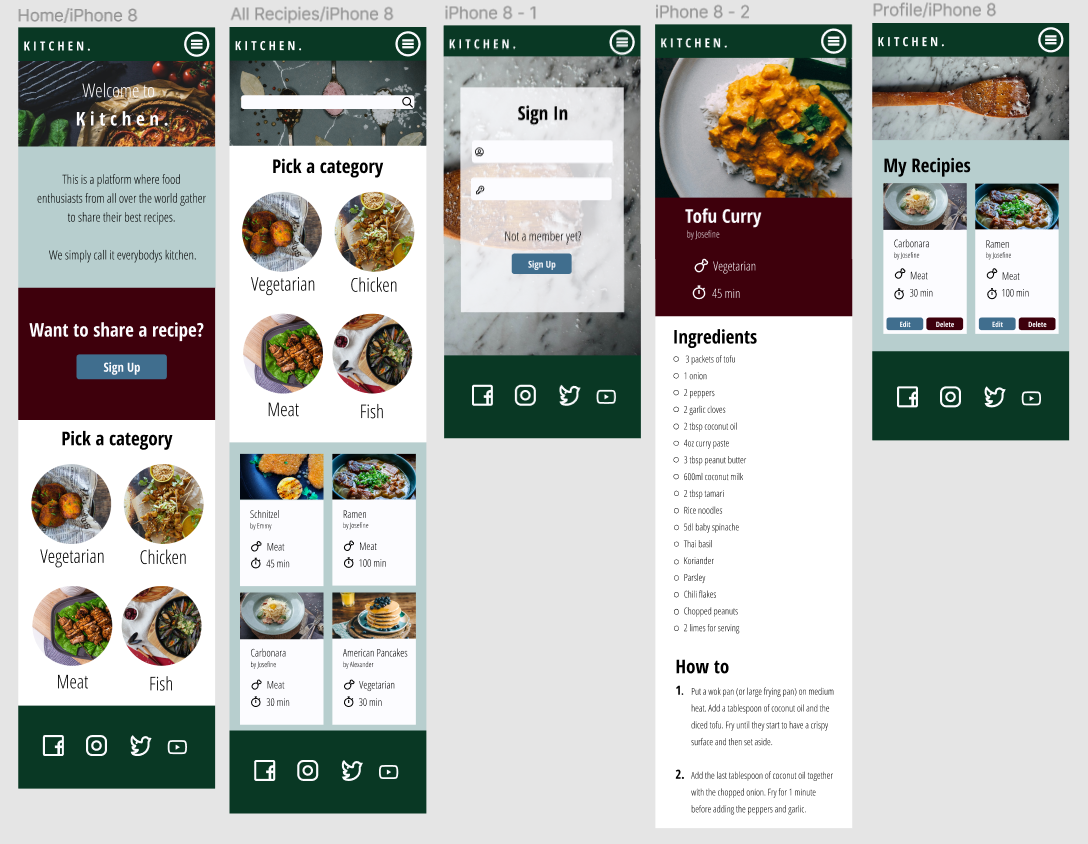 Home/iPhone 8
KITCHEN.
Welcome to
Kitchen.
This is a platform where food
enthusiasts from all over the world gather
to share their best recipes.
We simply call it everybodys kitchen.
Want to share a recipe?
Sign Up
Pick a category
Vegetarian
Chicken
Meat
Fish
All Recipies/iPhone 8
KITCHEN.
Pick a category
Vegetarian
Chicken
Meat
Fish
Schnitzel
by Emmy
Meat
45 min
Ramen
by Josefine
Meat
100 min
Carbonara
by Josefine
Meat
30 min
American Pancakes
by Alexander
Vegetarian
30 min
iPhone 8 - 1
KITCHEN.
Sign In
Not a member yet?
Sign Up
iPhone 8 - 2
KITCHEN.
Tofu Curry
by Josefine
Vegetarian
45 min
Ingredients
3 packets of tofu
1 onion
2 peppers
2 garlic cloves
2 tbsp coconut oil
4oz curry paste
3 tbsp peanut butter
600ml coconut milk
2 tbsp tamari
Rice noodles
5dl baby spinache
Thai basil
Koriander
Parsley
Chili flakes
Chopped peanuts
2 limes for serving
How to
1. Put a wok pan (or large frying pan) on medium
heat. Add a tablespoon of coconut oil and the
diced tofu. Fry until they start to have a crispy
surface and then set aside.
2. Add the last tablespoon of coconut oil together
with the chopped onion. Fry for 1 minute
before adding the peppers and garlic.
Profile/iPhone 8
KITCHEN.
My Recipies
Carbonara
by Josefine
Meat
30 min
Edit
Delete
Ramen
by Josefine
Meat
100 min
Edit
Delete